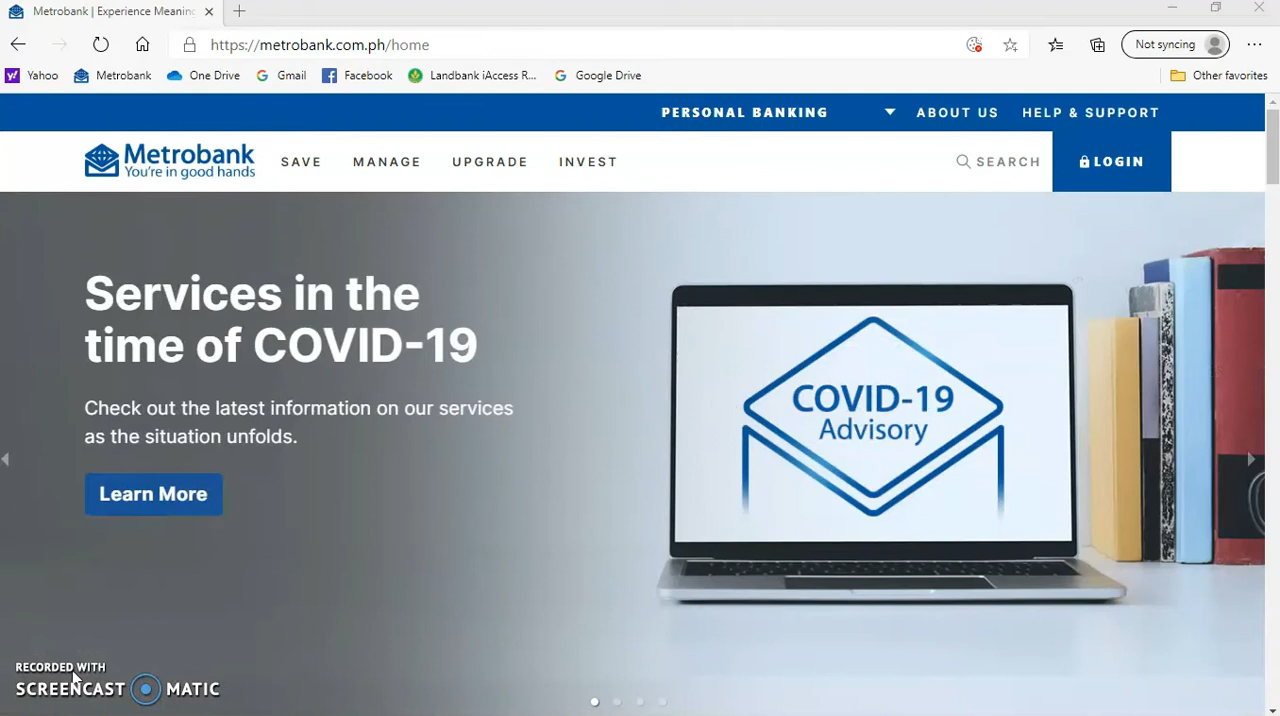 Metrobank | Experience Meanin
https://metrobank.com.ph/home
Not syncing
Yahoo
Metrobank
One Drive
Gmail
Facebook
Landbank iAccess R...
Google Drive
Other favorites
PERSONAL BANKING
ABOUT US
HELP & SUPPORT
Metrobank
You're in good hands
SAVE
MANAGE
UPGRADE
INVEST
SEARCH
LOGIN
Services in the
time of COVID-19
Check out the latest information on our services
as the situation unfolds.
Learn More
COVID-19
Advisory
RECORDED WITH
SCREENCAST MATIC